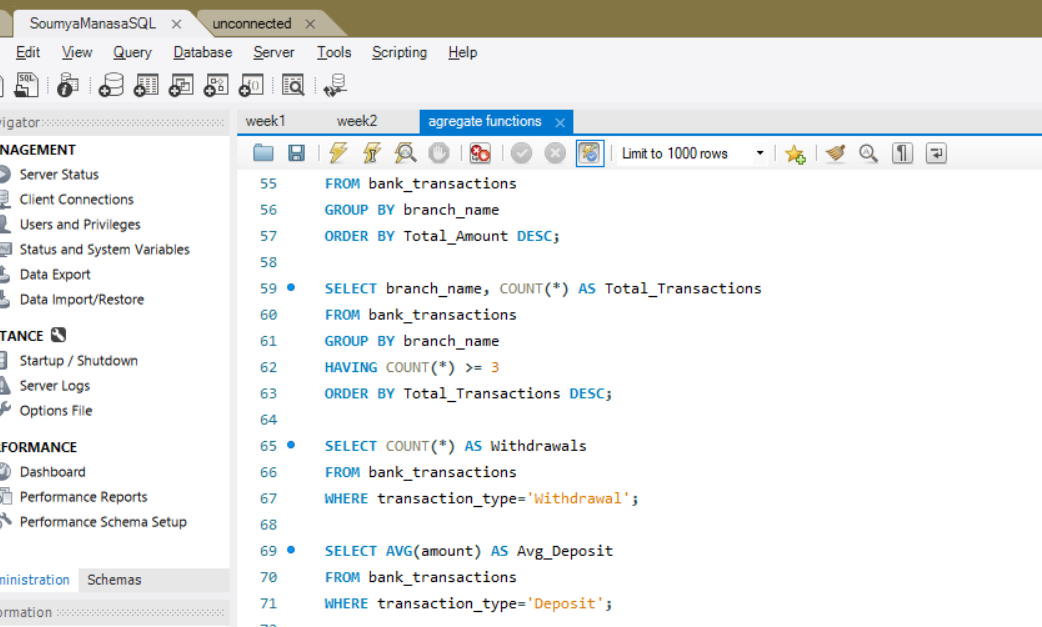 SoumyaManasaSQL × unconnected ×
Edit View Query Database Server Tools Scripting Help
SQL
vigator
week1 week2 agregate functions ×
NAGEMENT
Limit to 1000 rows
Server Status
Client Connections
Users and Privileges
Status and System Variables
Data Export
Data Import/Restore
TANCE
Startup / Shutdown
Server Logs
Options File
RFORMANCE
Dashboard
Performance Reports
Performance Schema Setup
ministration Schemas
ormation
55 FROM bank_transactions
56 GROUP BY branch_name
57 ORDER BY Total_Amount DESC;
58
59 SELECT branch_name, COUNT(*) AS Total_Transactions
60 FROM bank_transactions
61 GROUP BY branch_name
62 HAVING COUNT(*) >= 3
63 ORDER BY Total_Transactions DESC;
64
65 SELECT COUNT(*) AS Withdrawals
66 FROM bank_transactions
67 WHERE transaction_type='Withdrawal';
68
69 SELECT AVG(amount) AS Avg_Deposit
70 FROM bank_transactions
71 WHERE transaction_type='Deposit';